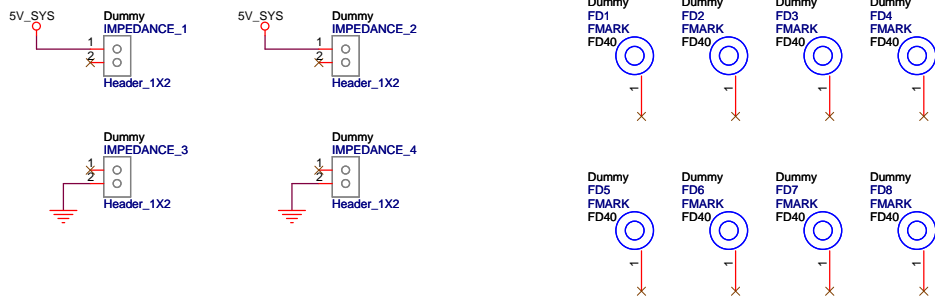 5V_SYS
Dummy
IMPEDANCE_1
1
2
Header_1X2
5V_SYS
Dummy
IMPEDANCE_2
1
2
Header_1X2
Dummy
FD1
FMARK
FD40
1
Dummy
FD2
FMARK
FD40
1
Dummy
FD3
FMARK
FD40
1
Dummy
FD4
FMARK
FD40
1
Dummy
IMPEDANCE_3
1
2
Header_1X2
Dummy
IMPEDANCE_4
1
2
Header_1X2
Dummy
FD5
FMARK
FD40
1
Dummy
FD6
FMARK
FD40
1
Dummy
FD7
FMARK
FD40
1
Dummy
FD8
FMARK
FD40
1